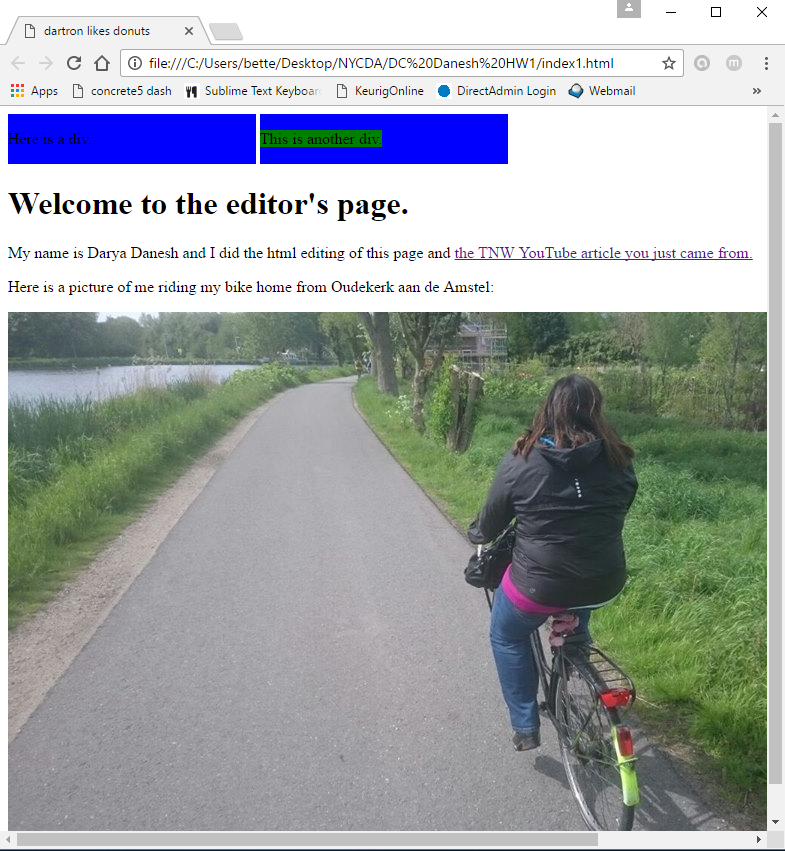 dartron likes donuts
file:///C:/Users/bette/Desktop/NYCDA/DC%20Danesh%20HW1/index1.html
Apps concrete5 dash Sublime Text Keyboar KeurigOnline DirectAdmin Login Webmail »
Here is a div. This is another div.
Welcome to the editor's page.
My name is Darya Danesh and I did the html editing of this page and the TNW YouTube article you just came from.
Here is a picture of me riding my bike home from Oudekerk aan de Amstel: